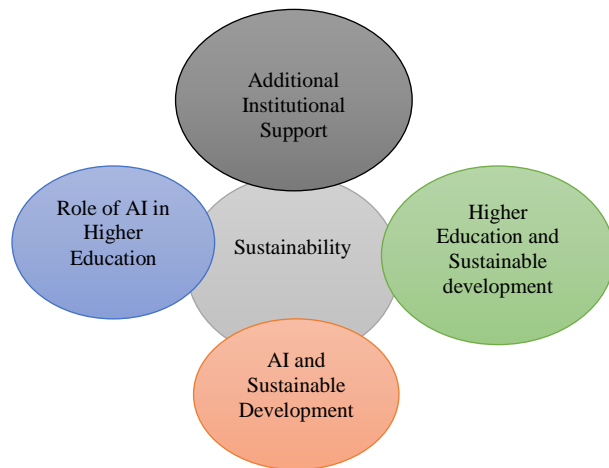 Additional
Institutional
Support
Role of AI in
Higher
Education
Sustainability
Higher
Education and
Sustainable
development
AI and
Sustainable
Development